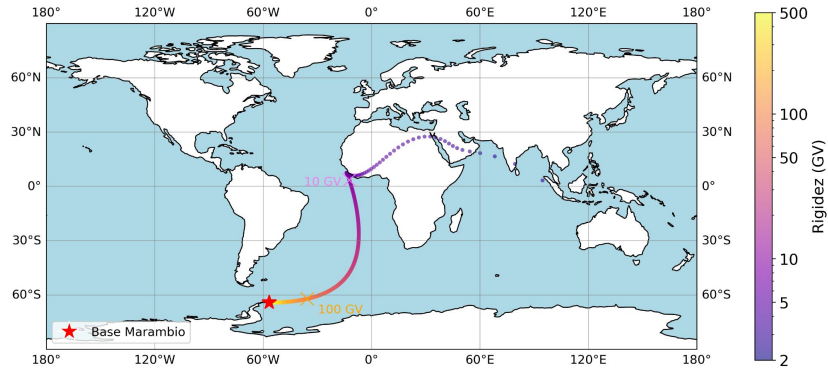 180° 120°W 60°W 0° 60°E 120°E 180°
60°N 60°N
30°N 30°N
0° 0°
30°S 30°S
60°S 60°S
10 GV
100 GV
Base Marambio
180° 120°W 60°W 0° 60°E 120°E 180°
500
100
50
10
5
2
Rigidez (GV)